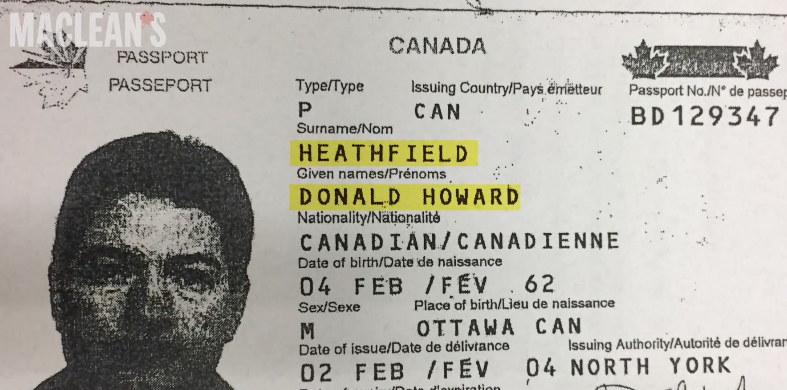 MACLEAN'S
PASSPORT
PASSEPORT
CANADA
Type/Type Issuing Country/Pays émetteur Passport No./N° de passep
P CAN BD129347
Surname/Nom
HEATHFIELD
Given names/Prénoms
DONALD HOWARD
Nationality/Nationalité
CANADIAN/CANADIENNE
Date of birth/Date de naissance
04 FEB /FÉV 62
Sex/Sexe Place of birth/Lieu de naissance
M OTTAWA CAN
Date of issue/Date de délivrance Issuing Authority/Autorité de délivran
02 FEB /FÉV 04 NORTH YORK